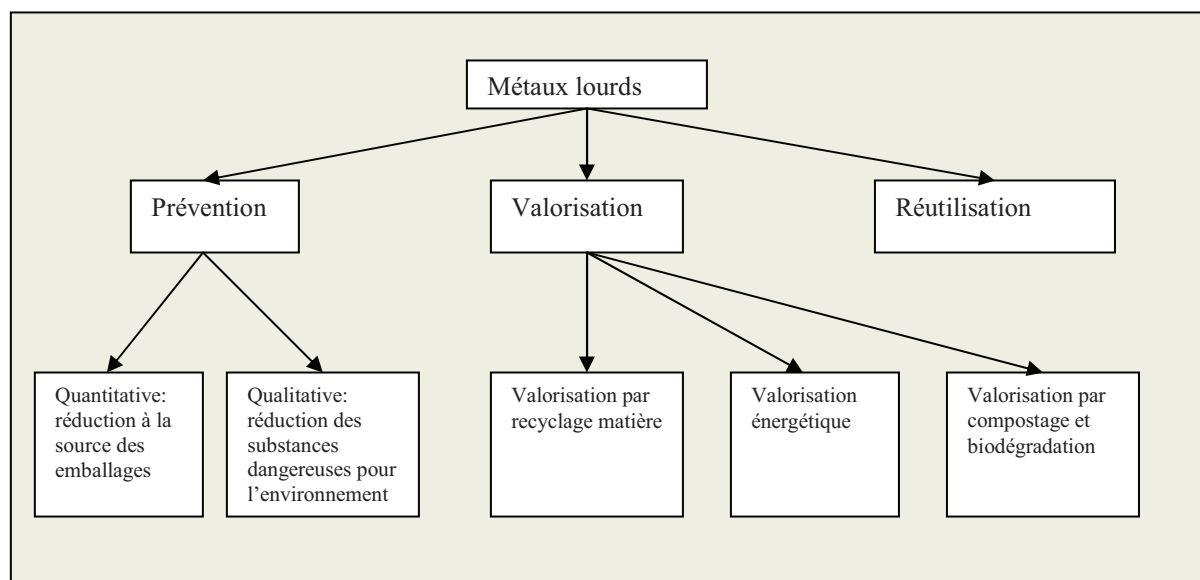 Métaux lourds
Prévention
Valorisation
Réutilisation
Quantitative:
réduction à la
source des
emballages
Qualitative:
réduction des
substances
dangereuses pour
l’environnement
Valorisation par
recyclage matière
Valorisation
énergétique
Valorisation par
compostage et
biodégradation